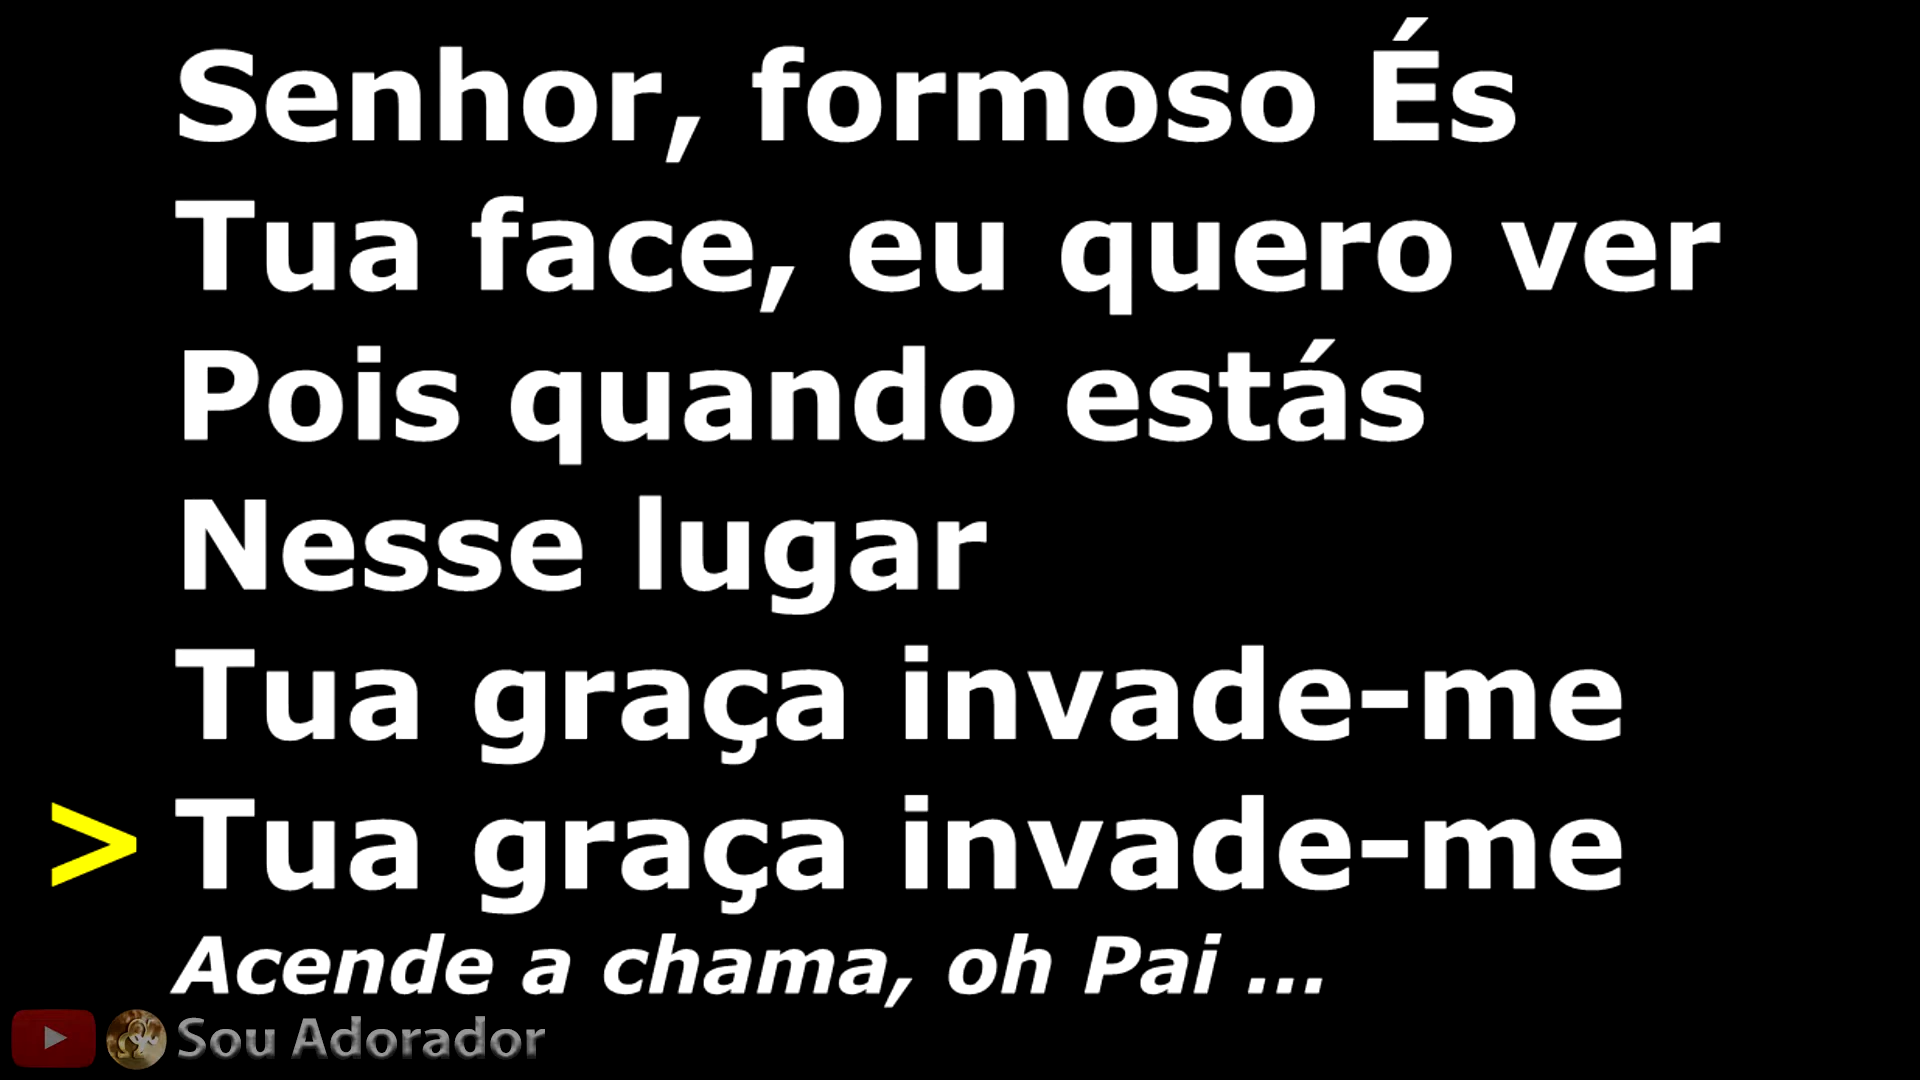 Senhor, formoso És
Tua face, eu quero ver
Pois quando estás
Nesse lugar
Tua graça invade-me
> Tua graça invade-me
Acende a chama, oh Pai ...
Sou Adorador